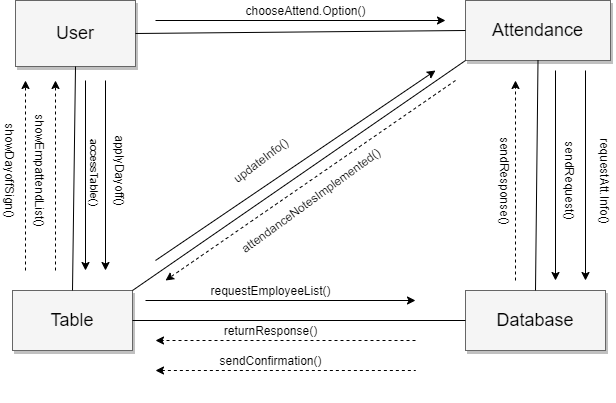 chooseAttend.Option()
User
Attendance
showDayoffSign()
showEmpattendList()
accessTable()
applyDayoff()
updateInfo()
attendanceNotesImplemented()
sendResponse()
sendRequest()
requestAtt.Info()
Table
requestEmployeeList()
Database
returnResponse()
sendConfirmation()